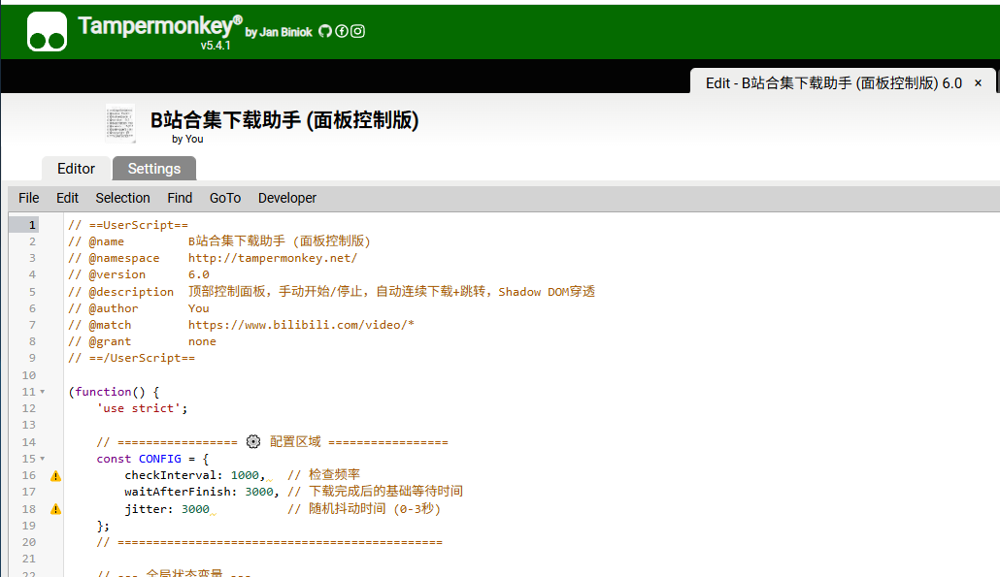 Tampermonkey® by Jan Biniok
v5.4.1
Edit - B站合集下载助手 (面板控制版) 6.0 ×
B站合集下载助手 (面板控制版)
by You
Editor Settings
File Edit Selection Find GoTo Developer
1 // ==UserScript==
2 // @name B站合集下载助手 (面板控制版)
3 // @namespace http://tampermonkey.net/
4 // @version 6.0
5 // @description 顶部控制面板，手动开始/停止，自动连续下载+跳转，Shadow DOM穿透
6 // @author You
7 // @match https://www.bilibili.com/video/*
8 // @grant none
9 // ==/UserScript==
10
11 (function() {
12 'use strict';
13
14 // ================= ⚙️ 配置区域 =================
15 const CONFIG = {
16 checkInterval: 1000, // 检查频率
17 waitAfterFinish: 3000, // 下载完成后的基础等待时间
18 jitter: 3000 // 随机抖动时间 (0-3秒)
19 };
20 // ==============================================
21
22 // --- 全局状态变量 ---